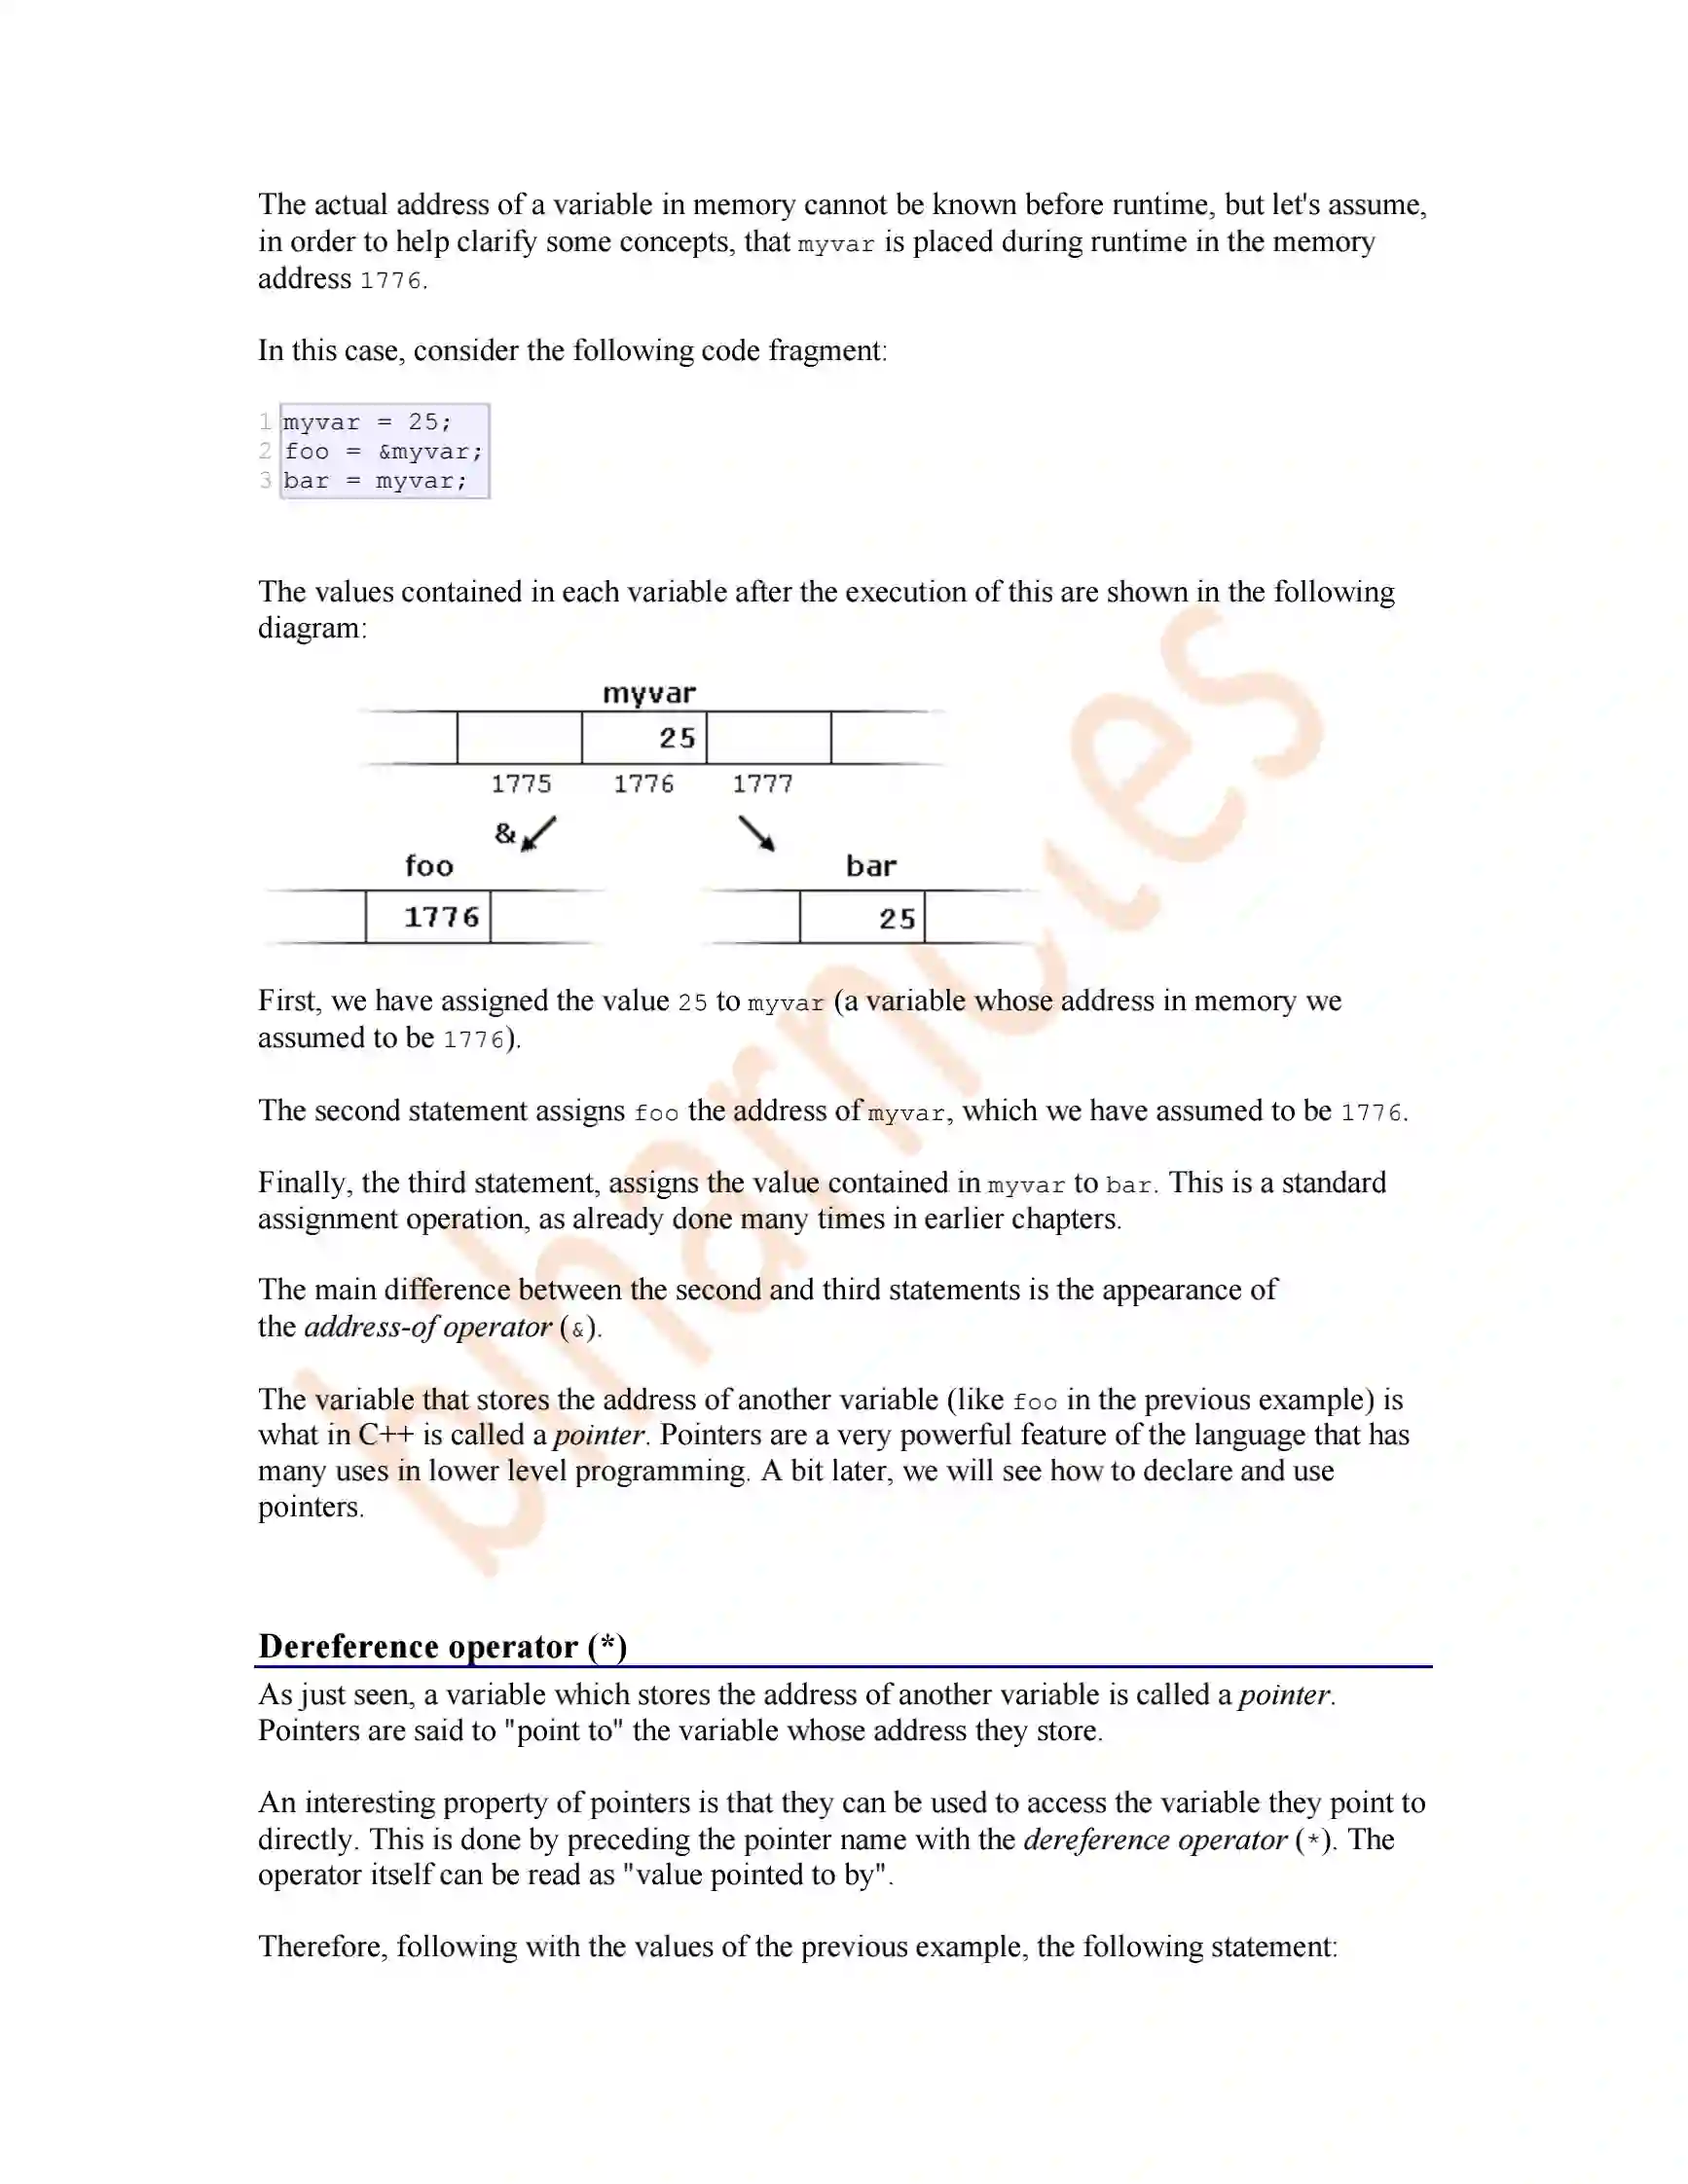 The actual address of a variable in memory cannot be known before runtime, but let's assume,
in order to help clarify some concepts, that myvar is placed during runtime in the memory
address 1776.
In this case, consider the following code fragment:
1 myvar = 25;
2 foo = &myvar;
3 bar = myvar;
The values contained in each variable after the execution of this are shown in the following
diagram:
myvar
25
1775 1776 1777
&
foo bar
1776 25
First, we have assigned the value 25 to myvar (a variable whose address in memory we
assumed to be 1776).
The second statement assigns foo the address of myvar, which we have assumed to be 1776.
Finally, the third statement, assigns the value contained in myvar to bar. This is a standard
assignment operation, as already done many times in earlier chapters.
The main difference between the second and third statements is the appearance of
the address-of operator (&).
The variable that stores the address of another variable (like foo in the previous example) is
what in C++ is called a pointer. Pointers are a very powerful feature of the language that has
many uses in lower level programming. A bit later, we will see how to declare and use
pointers.
Dereference operator (*)
As just seen, a variable which stores the address of another variable is called a pointer.
Pointers are said to "point to" the variable whose address they store.
An interesting property of pointers is that they can be used to access the variable they point to
directly. This is done by preceding the pointer name with the dereference operator (*). The
operator itself can be read as "value pointed to by".
Therefore, following with the values of the previous example, the following statement: